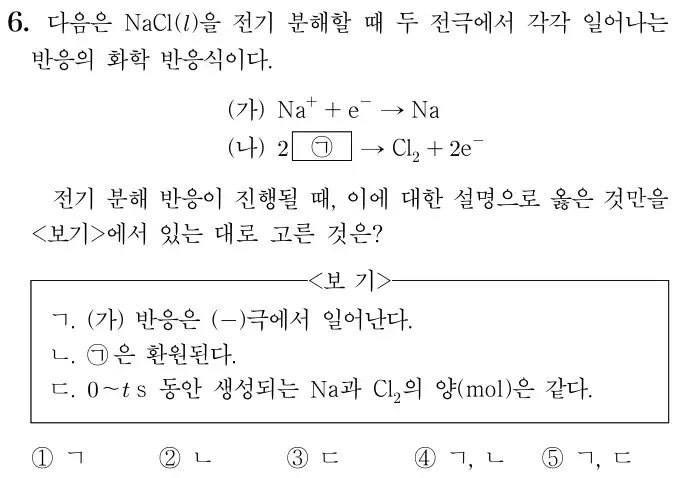 6. 다음은 NaCl(l)을 전기 분해할 때 두 전극에서 각각 일어나는
반응의 화학 반응식이다.
(가) Na⁺ + e⁻ → Na
(나) 2 ㉠ → Cl₂ + 2e⁻
전기 분해 반응이 진행될 때, 이에 대한 설명으로 옳은 것만을
<보기>에서 있는 대로 고른 것은?
<보 기>
ㄱ. (가) 반응은 (−)극에서 일어난다.
ㄴ. ㉠은 환원된다.
ㄷ. 0~t s 동안 생성되는 Na과 Cl₂의 양(mol)은 같다.
① ㄱ ② ㄴ ③ ㄷ ④ ㄱ, ㄴ ⑤ ㄱ, ㄷ